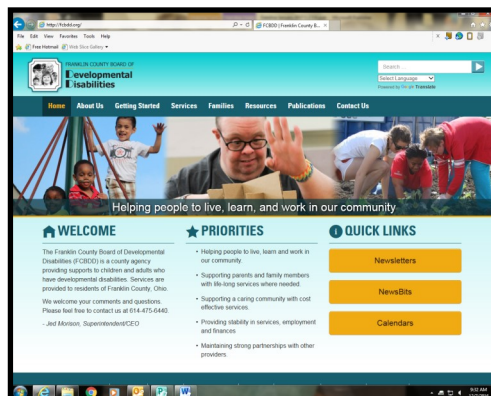 http://fcbdd.org/
FCBDD | Franklin County B...
File Edit View Favorites Tools Help
Free Hotmail Web Slice Gallery
FRANKLIN COUNTY BOARD OF
Developmental
Disabilities
Search ...
Select Language
Powered by Translate
Home About Us Getting Started Services Families Resources Publications Contact Us
Helping people to live, learn, and work in our community
WELCOME
The Franklin County Board of Developmental
Disabilities (FCBDD) is a county agency
providing supports to children and adults who
have developmental disabilities. Services are
provided to residents of Franklin County, Ohio.
We welcome your comments and questions.
Please feel free to contact us at 614-475-6440.
- Jed Morison, Superintendent/CEO
PRIORITIES
• Helping people to live, learn and work in
our community.
• Supporting parents and family members
with life-long services where needed.
• Supporting a caring community with cost
effective services.
• Providing stability in services, employment
and finances
• Maintaining strong partnerships with other
providers.
QUICK LINKS
Newsletters
NewsBits
Calendars
9:02 AM